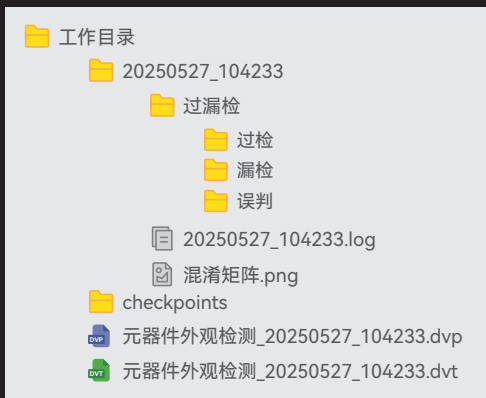 工作目录
20250527_104233
过漏检
过检
漏检
误判
20250527_104233.log
混淆矩阵.png
checkpoints
DVP 元器件外观检测_20250527_104233.dvp
DVT 元器件外观检测_20250527_104233.dvt